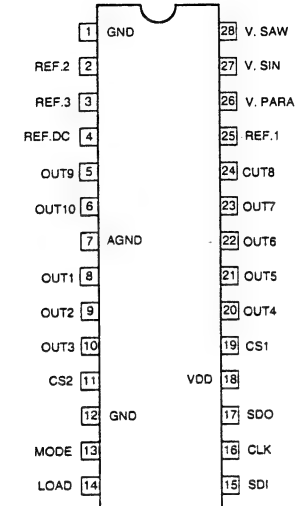 1 GND 28 V. SAW
REF.2 2 27 V. SIN
REF.3 3 26 V. PARA
REF.DC 4 25 REF.1
OUT9 5 24 CUT8
OUT10 6 23 OUT7
7 AGND 22 OUT6
OUT1 8 21 OUT5
OUT2 9 20 OUT4
OUT3 10 19 CS1
CS2 11 VDD 18
12 GND 17 SDO
MODE 13 16 CLK
LOAD 14 15 SDI